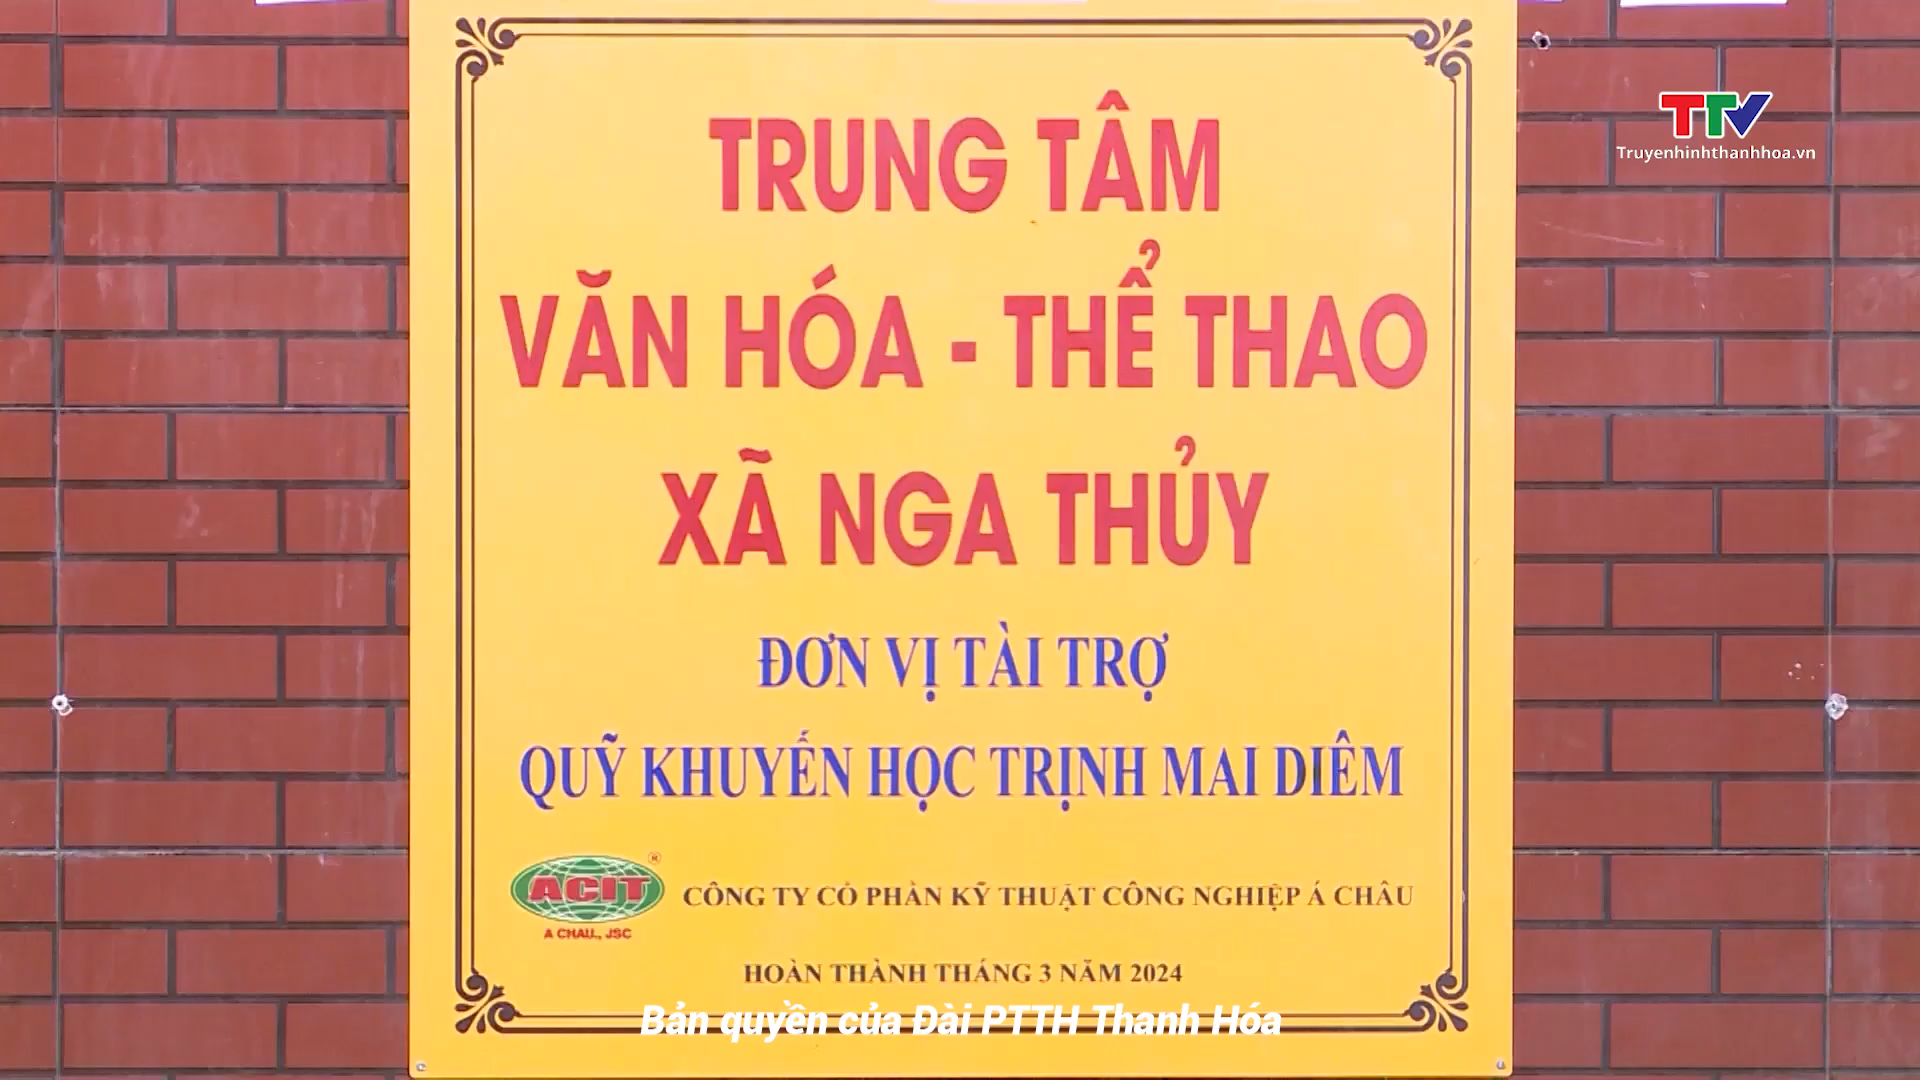 TTV
Truyenhinhthanhhoa.vn
TRUNG TÂM
VĂN HÓA - THỂ THAO
XÃ NGA THỦY
ĐƠN VỊ TÀI TRỢ
QUỸ KHUYẾN HỌC TRỊNH MAI DIÊM
ACIT ®
A CHAU., JSC
CÔNG TY CỔ PHẦN KỸ THUẬT CÔNG NGHIỆP Á CHÂU
HOÀN THÀNH THÁNG 3 NĂM 2024
Bản quyền của Đài PTTH Thanh Hóa